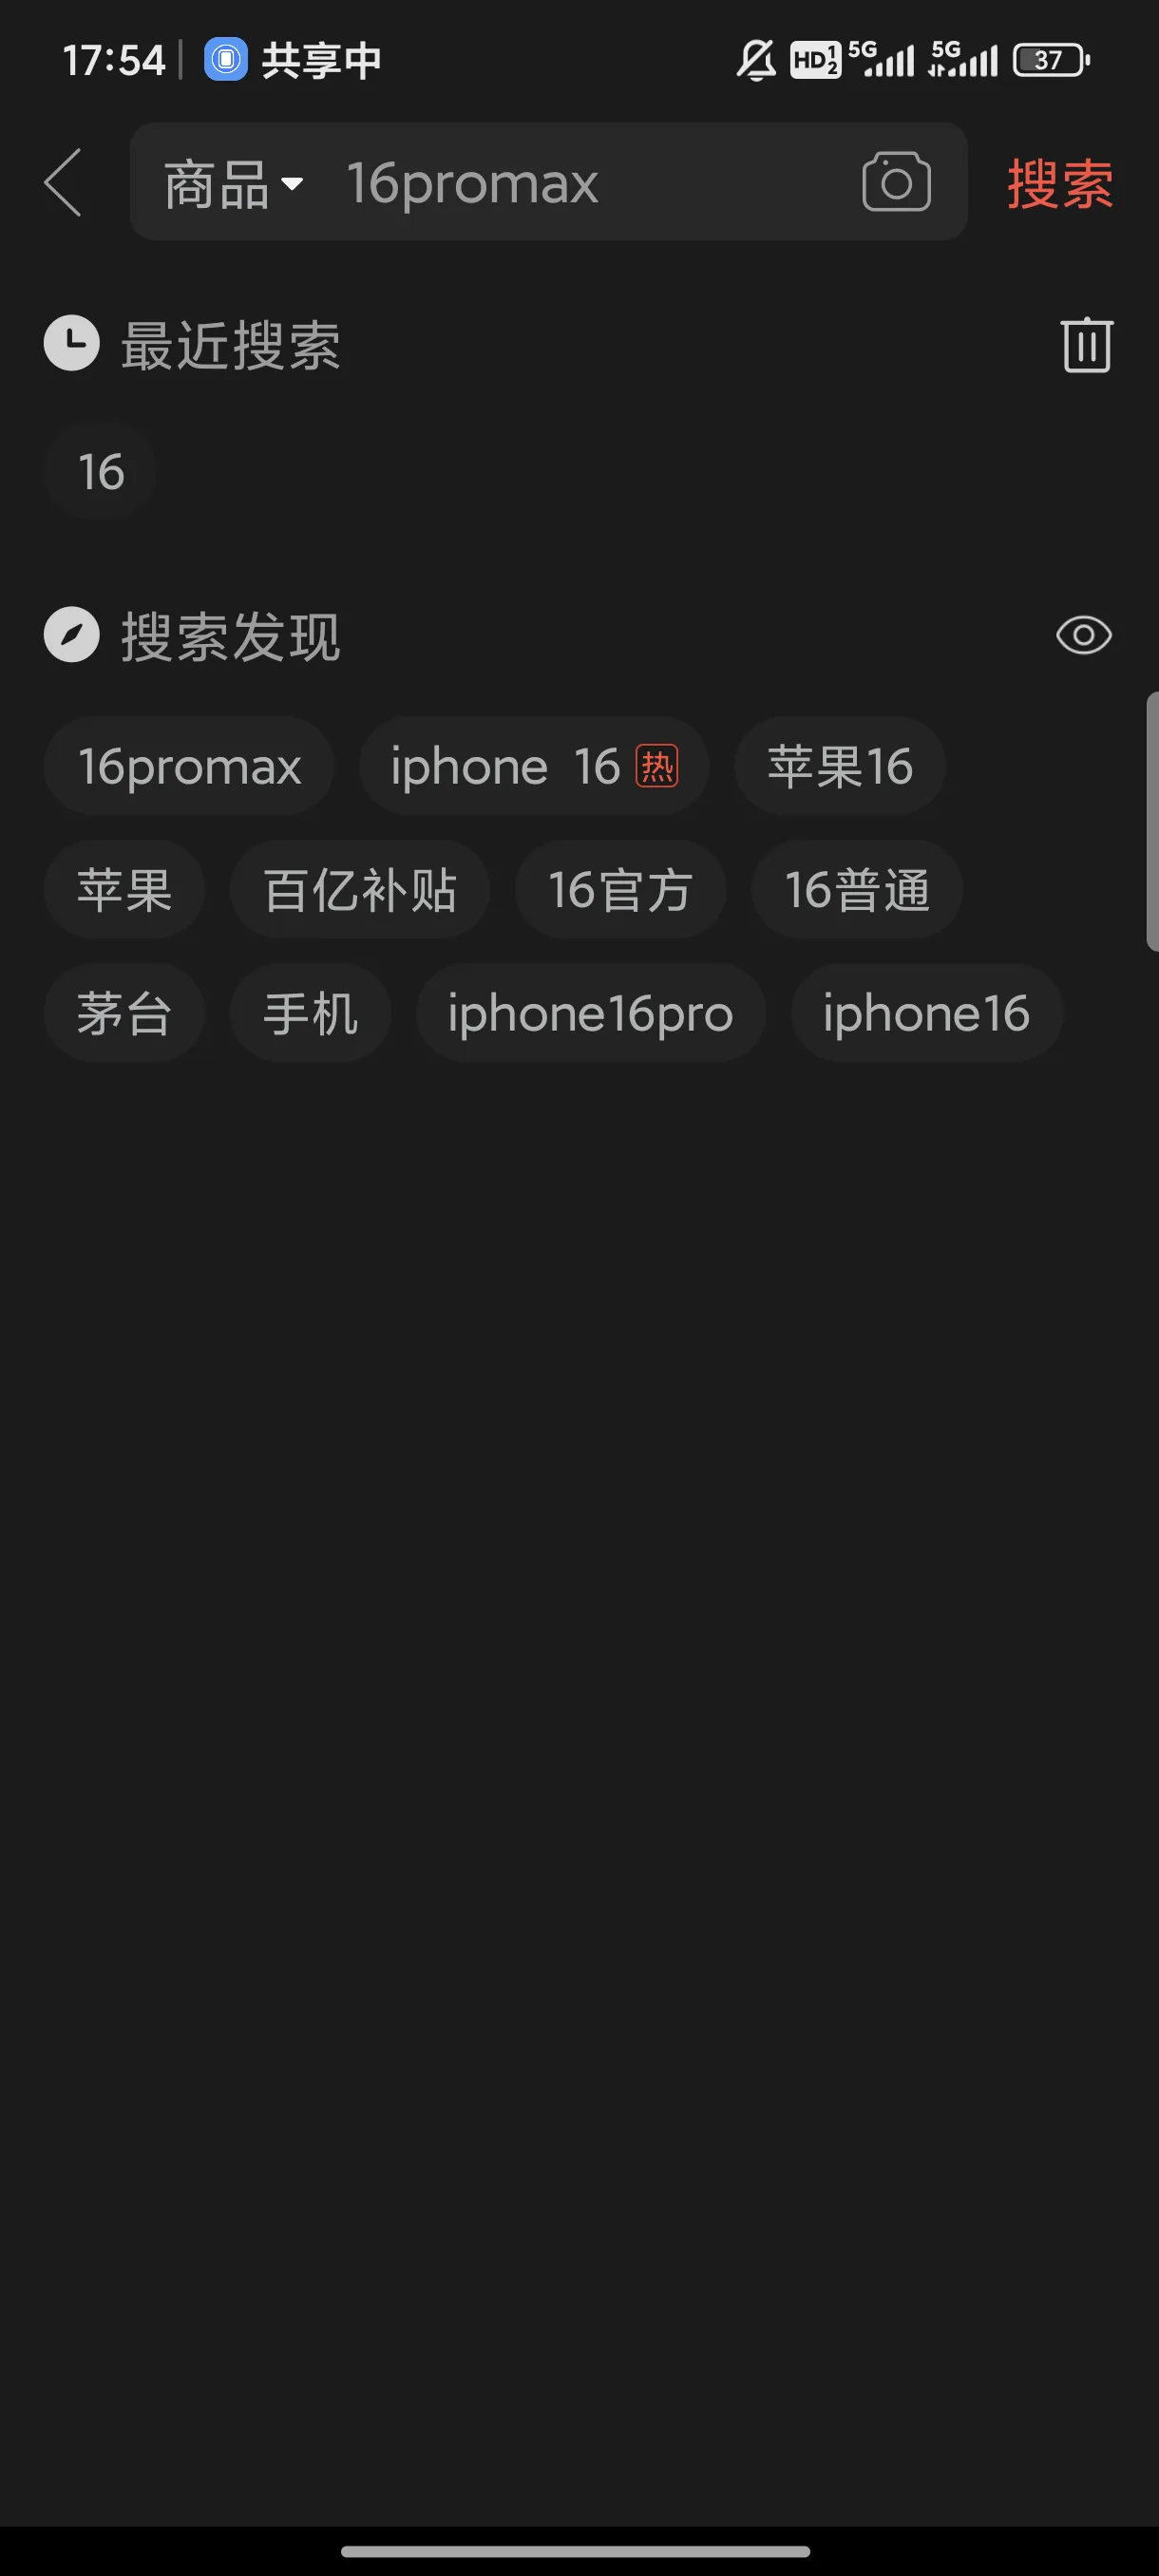 17:54 共享中 HD 1 2 5G 5G 37
商品 16promax 搜索
最近搜索
16
搜索发现
16promax iphone 16 热 苹果16
苹果 百亿补贴 16官方 16普通
茅台 手机 iphone16pro iphone16